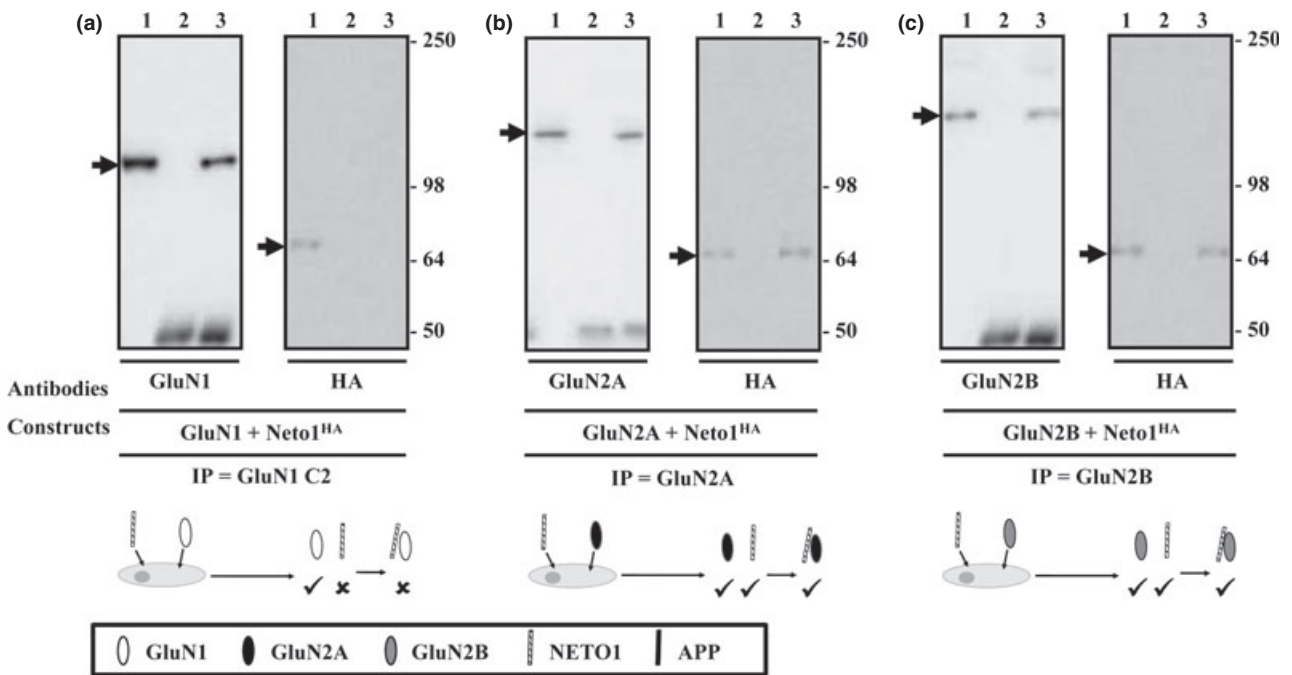 (a) 1 2 3 1 2 3
- 250
- 98
- 64
- 50
GluN1 HA
(b) 1 2 3 1 2 3
- 250
- 98
- 64
- 50
GluN2A HA
(c) 1 2 3 1 2 3
- 250
- 98
- 64
- 50
GluN2B HA
Antibodies
Constructs
GluN1 + Neto1HA
GluN2A + Neto1HA
GluN2B + Neto1HA
IP = GluN1 C2
IP = GluN2A
IP = GluN2B
GluN1 GluN2A GluN2B NETO1 APP